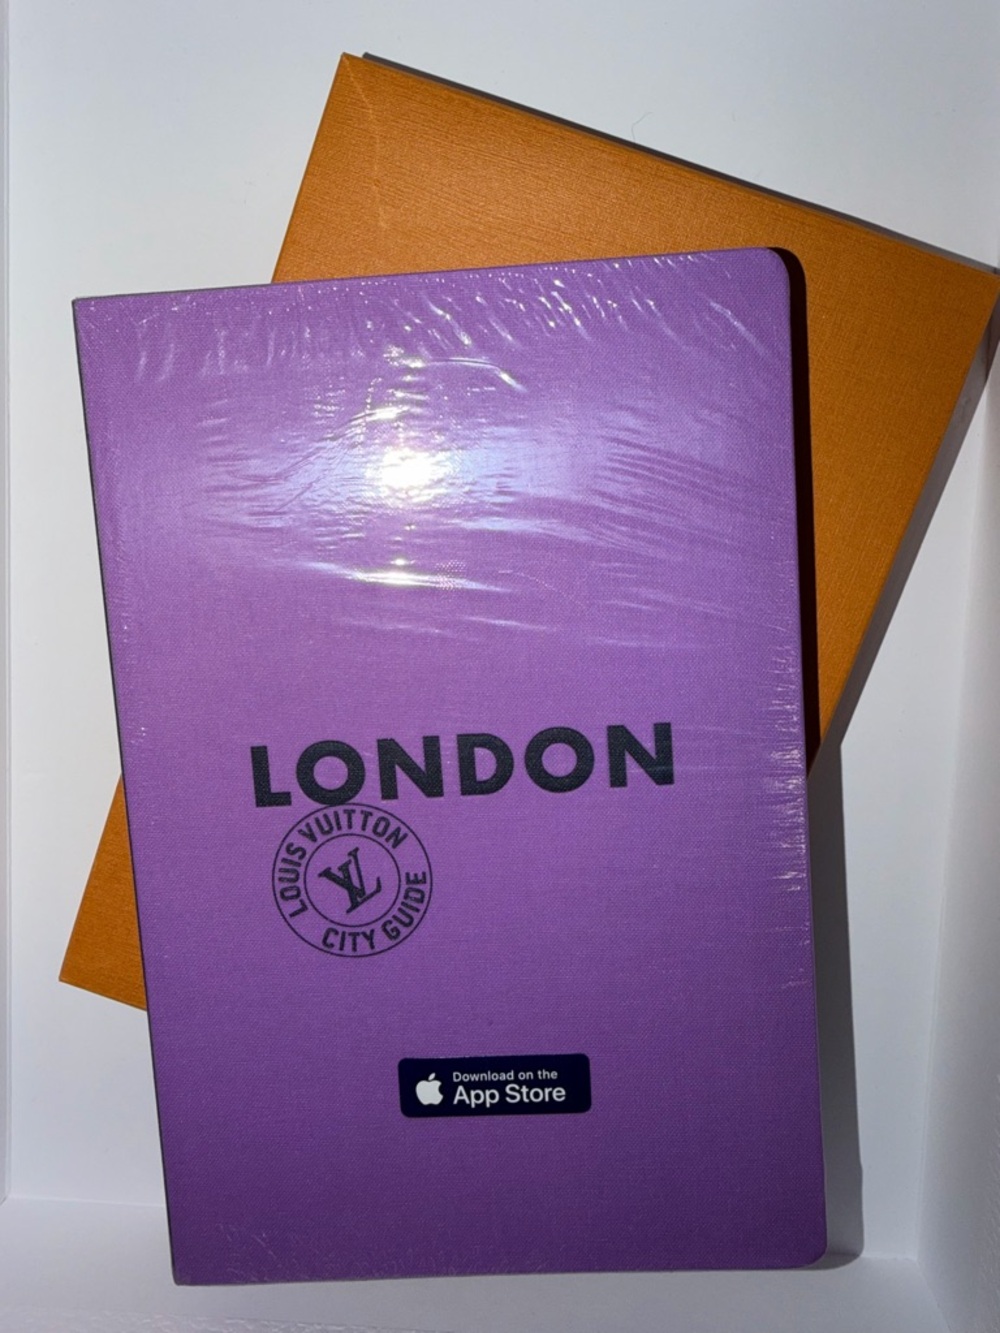 LONDON
LOUIS VUITTON
LV
CITY GUIDE
Download on the
App Store